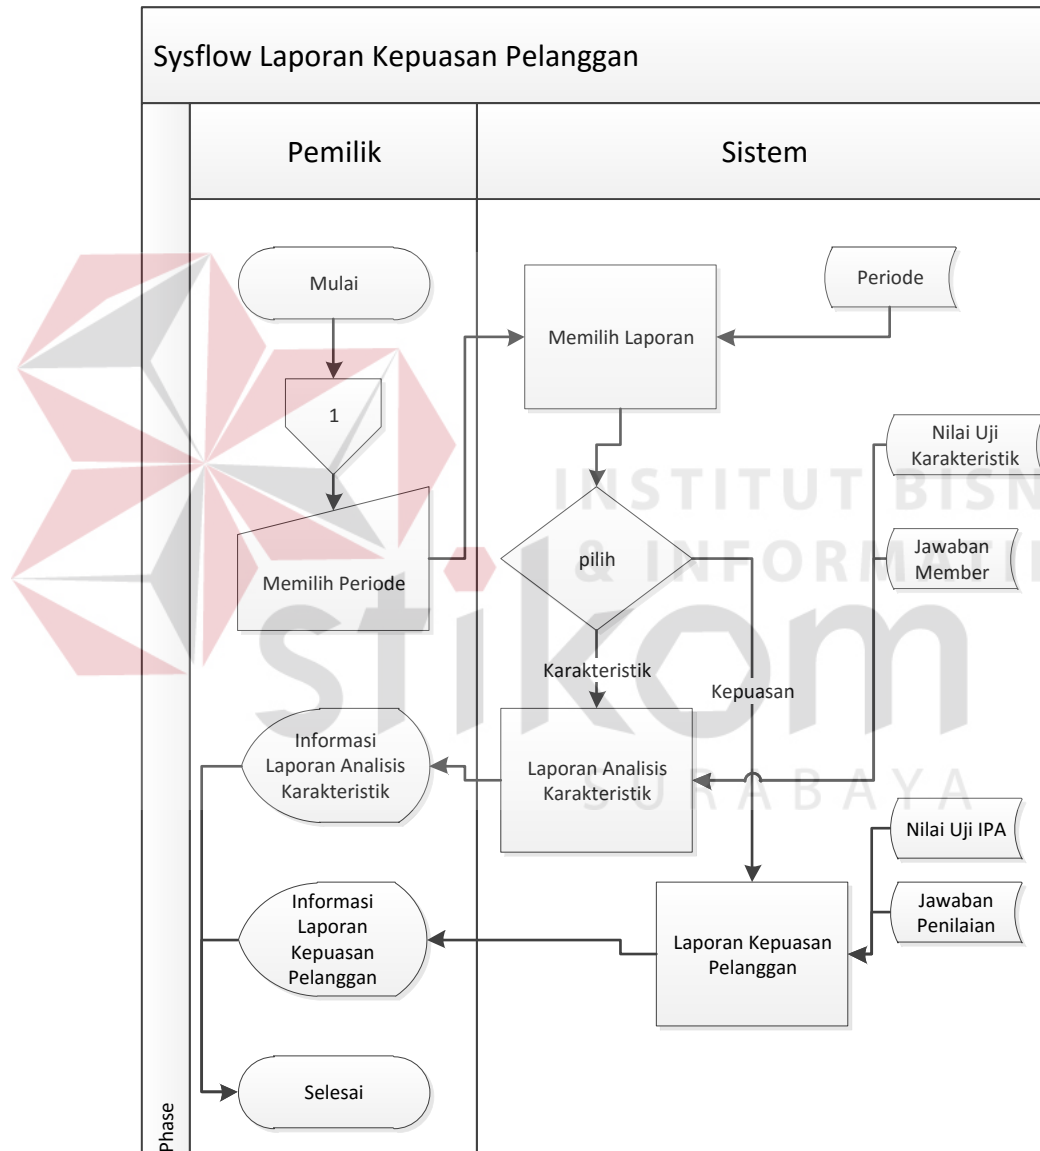 Sysflow Laporan Kepuasan Pelanggan
Pemilik
Sistem
Mulai
Periode
Memilih Laporan
1
Nilai Uji
Karakteristik
INSTITUT BISN
Jawaban
Member
& INFORMATI
pilih
Memilih Periode
stikom
Karakteristik
Kepuasan
Informasi
Laporan Analisis
Karakteristik
Laporan Analisis
Karakteristik
SURABAYA
Nilai Uji IPA
Informasi
Laporan
Kepuasan
Pelanggan
Jawaban
Penilaian
Laporan Kepuasan
Pelanggan
Selesai
Phase